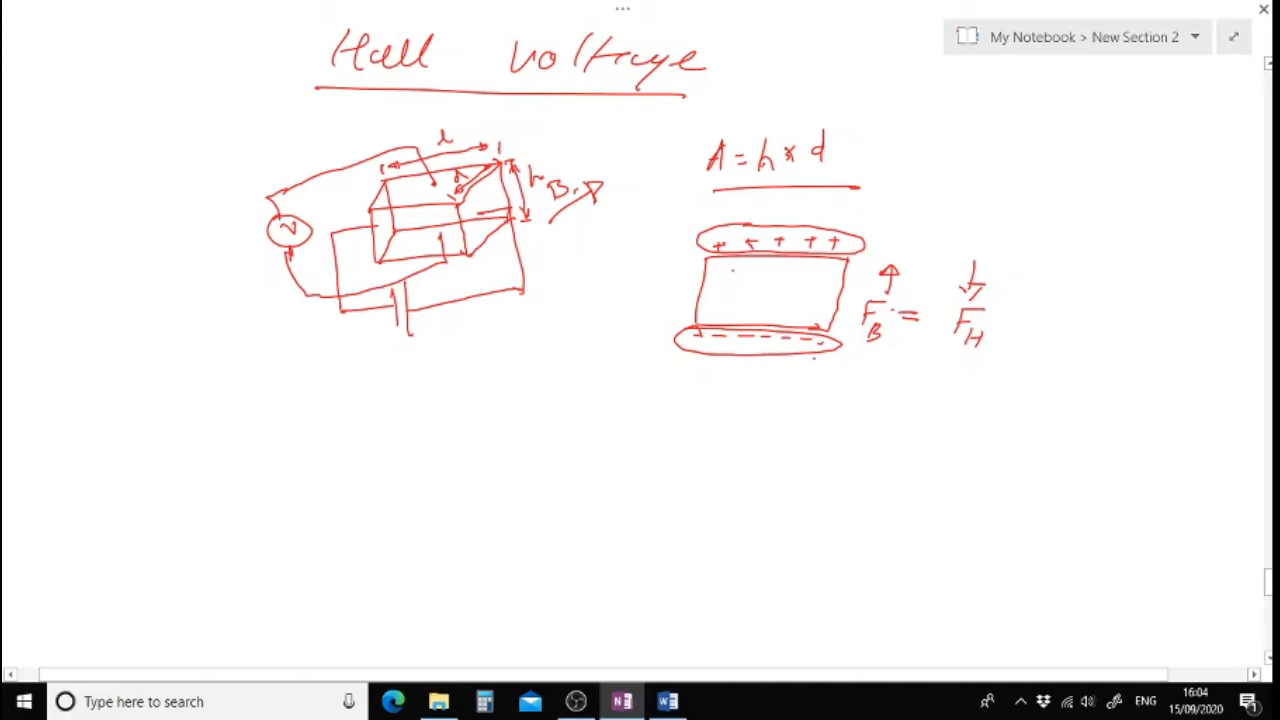 My Notebook > New Section 2
Hall voltage
l
d
h
B
V
A = h * d
+ + + + +
- - - - - -
F_B = F_H
Type here to search
ENG
16:04
15/09/2020
1